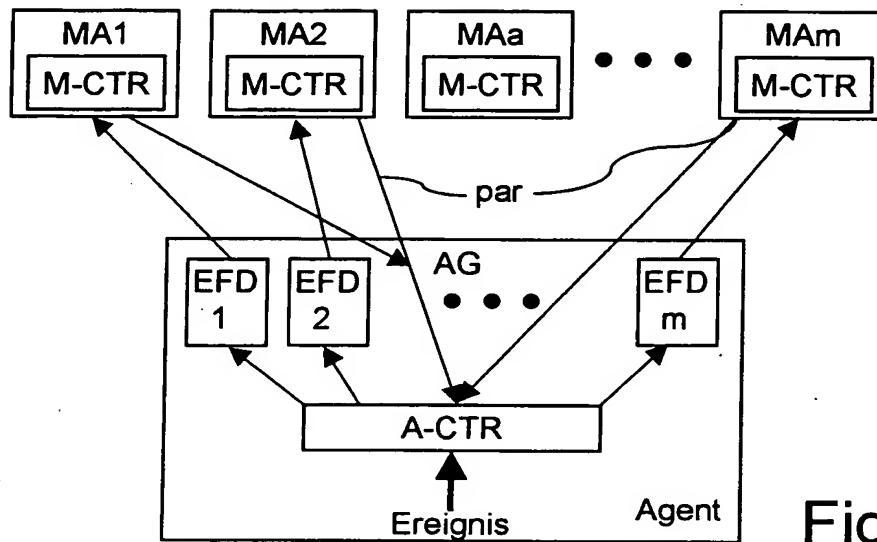 MA1 MA2 MAa MAm
M-CTR M-CTR M-CTR M-CTR
par
AG
EFD 1
EFD 2
EFD m
A-CTR
Ereignis
Agent
Fig